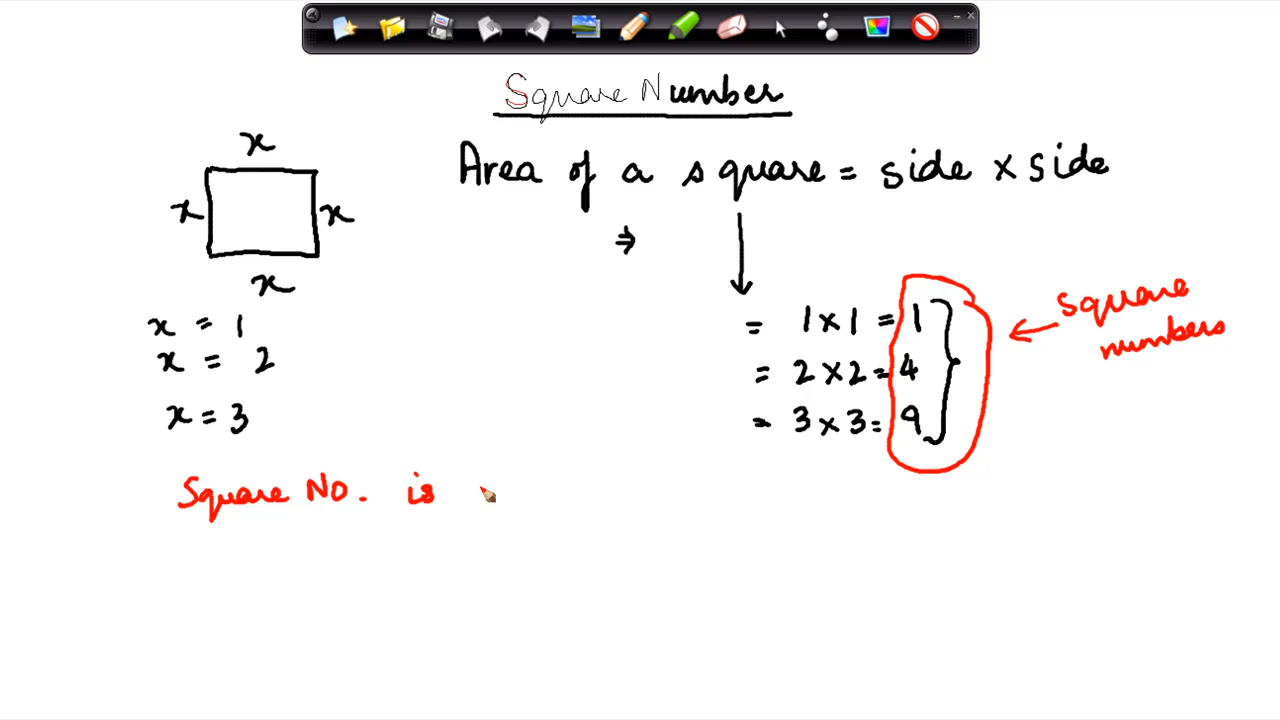 Square Number
x
Area of a square = side × side
x
x
⇒
x
x = 1
= 1 × 1 = 1
square
numbers
x = 2
= 2 × 2 = 4
x = 3
= 3 × 3 = 9
Square No. is